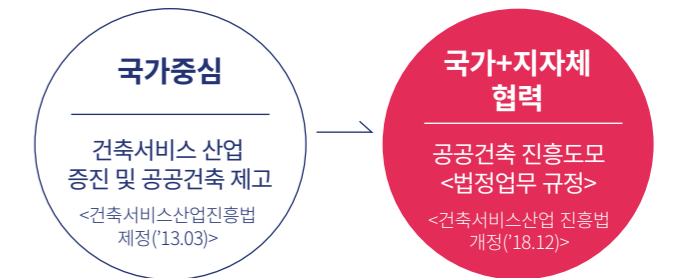 국가중심
건축서비스 산업
증진 및 공공건축 제고
<건축서비스산업진흥법
제정('13.03)>
국가+지자체
협력
공공건축 진흥도모
<법정업무 규정>
<건축서비스산업 진흥법
개정('18.12)>